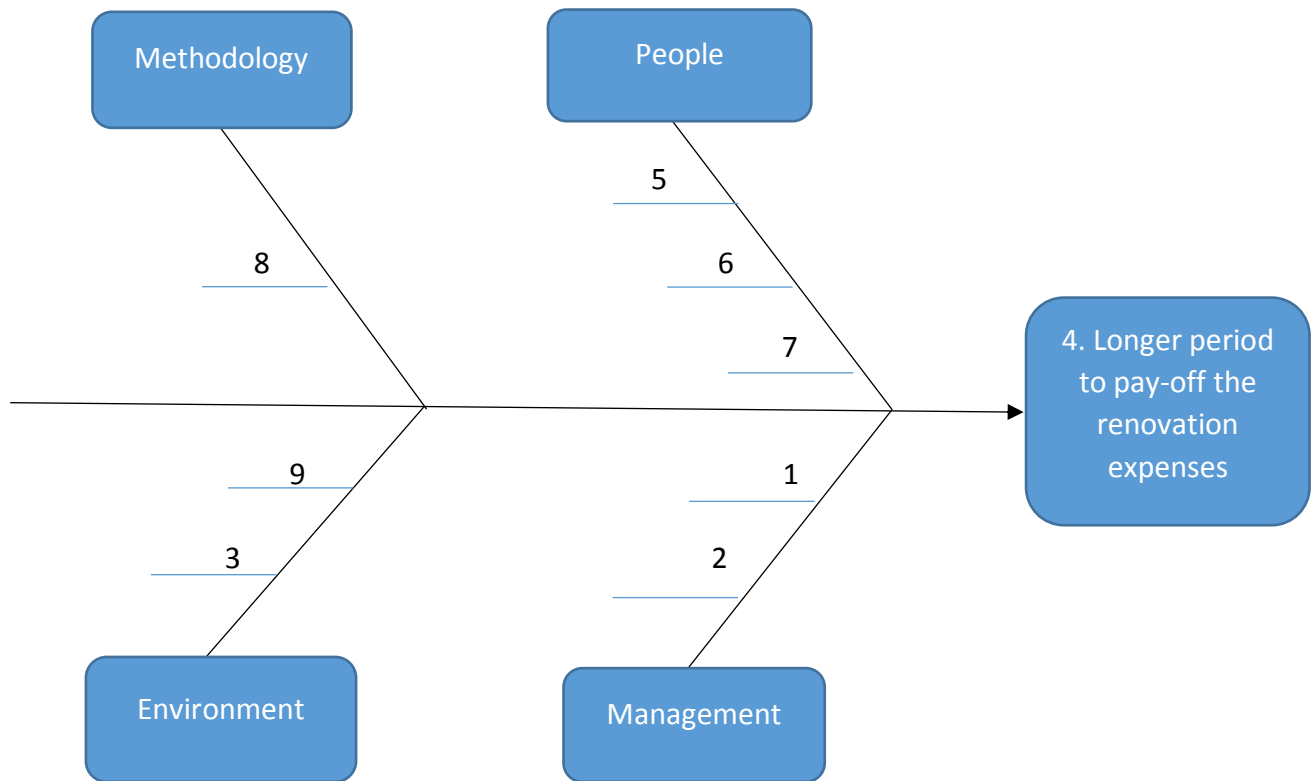 Methodology
People
5
8
6
7
4. Longer period
to pay-off the
renovation
expenses
9
1
3
2
Environment
Management